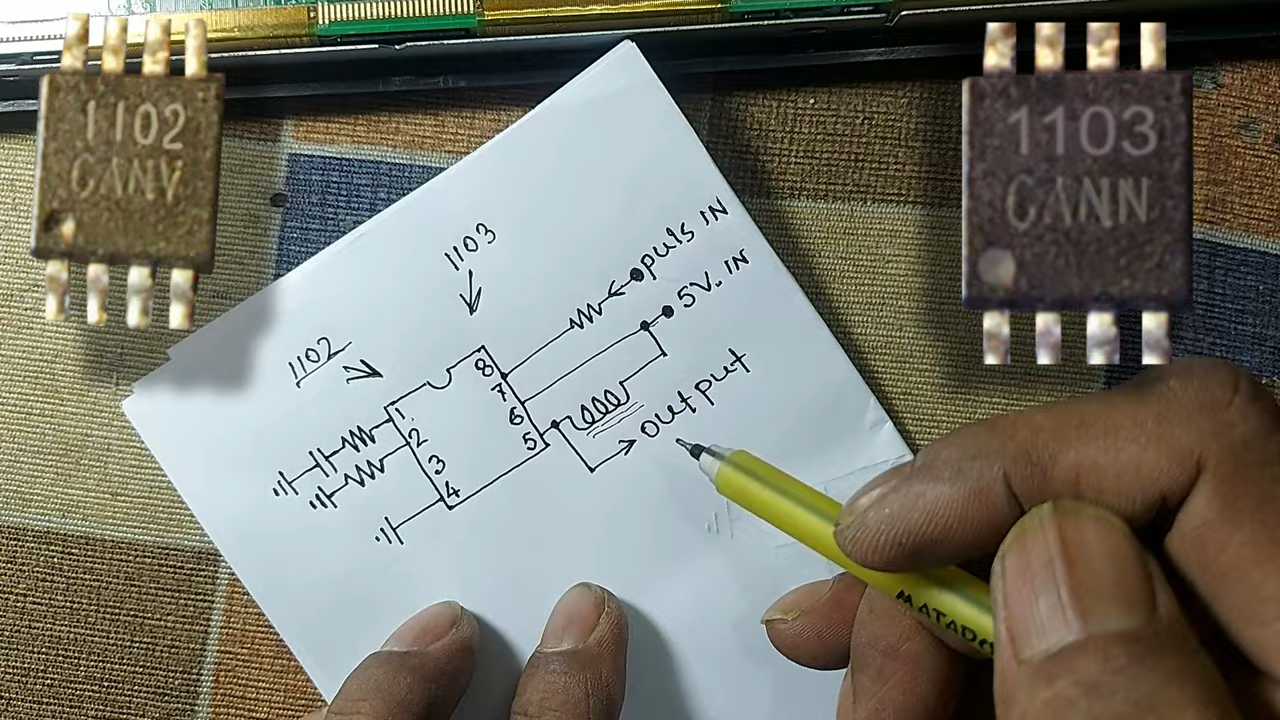 1102
CANV
1103
CANN
1103
1102
puls IN
5V. IN
output
1
2
3
4
8
7
6
5
MATADO